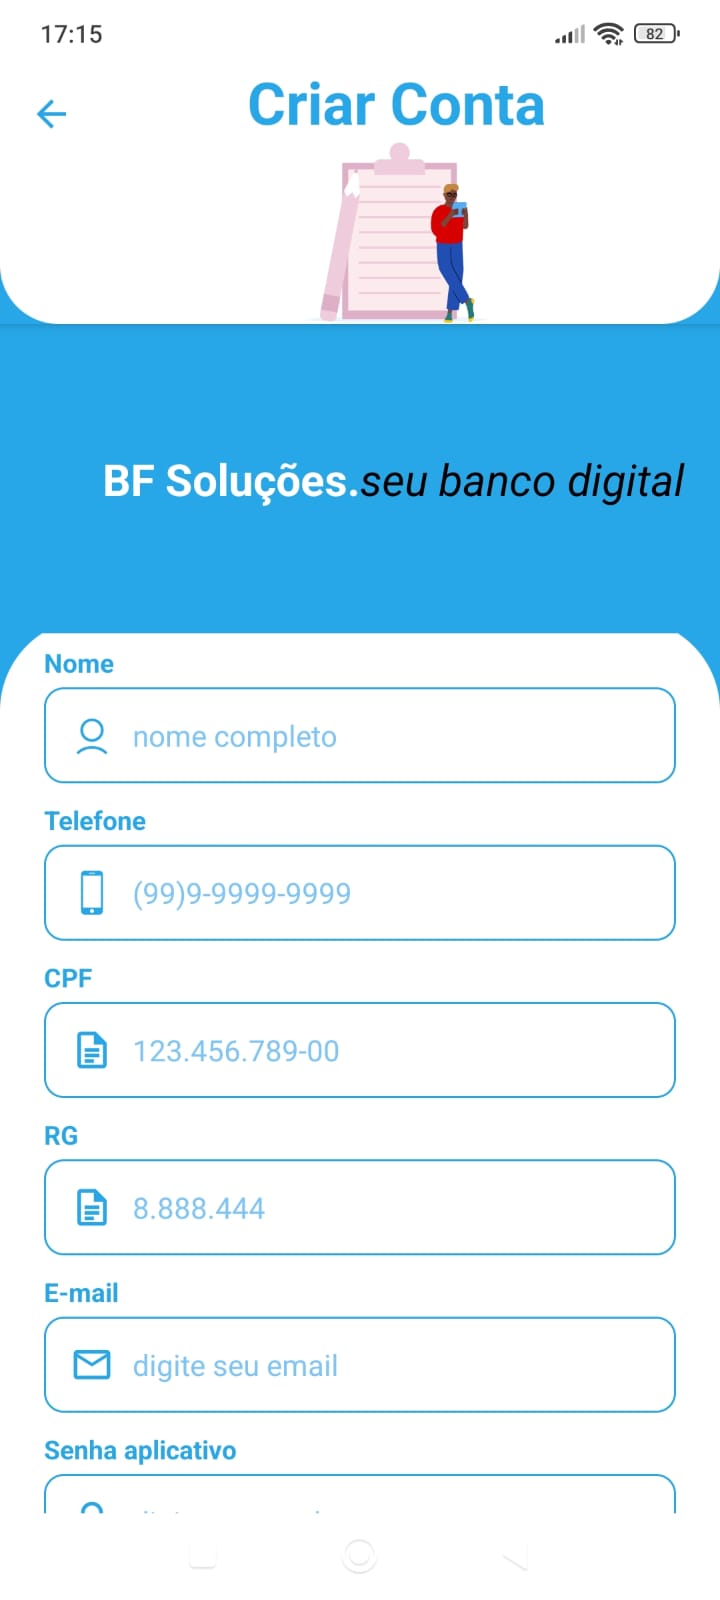 17:15
82
Criar Conta
BF Soluções.seu banco digital
Nome
nome completo
Telefone
(99)9-9999-9999
CPF
123.456.789-00
RG
8.888.444
E-mail
digite seu email
Senha aplicativo